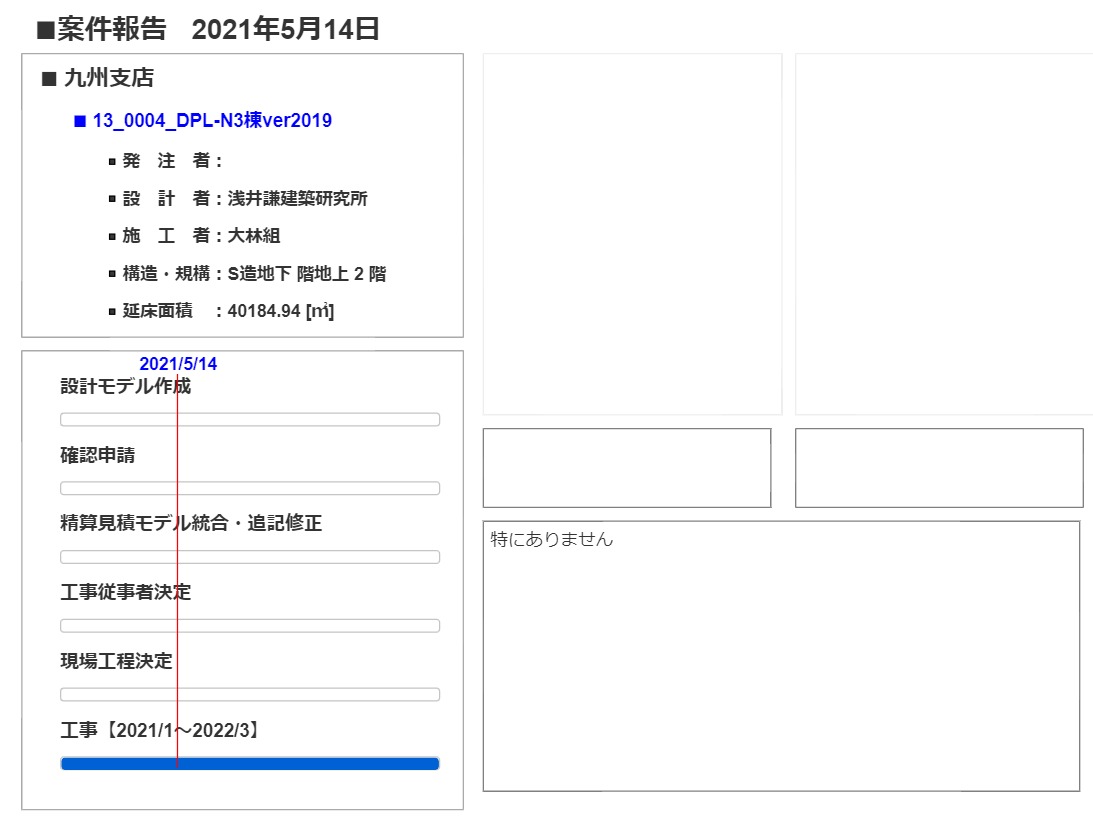 ■案件報告 2021年5月14日
■ 九州支店
■ 13_0004_DPL-N3棟ver2019
▪ 発　注　者：
▪ 設　計　者：浅井謙建築研究所
▪ 施　工　者：大林組
▪ 構造・規構：S造地下 階地上 2 階
▪ 延床面積　：40184.94 [㎡]
2021/5/14
設計モデル作成
確認申請
精算見積モデル統合・追記修正
工事従事者決定
現場工程決定
工事【2021/1～2022/3】
特にありません